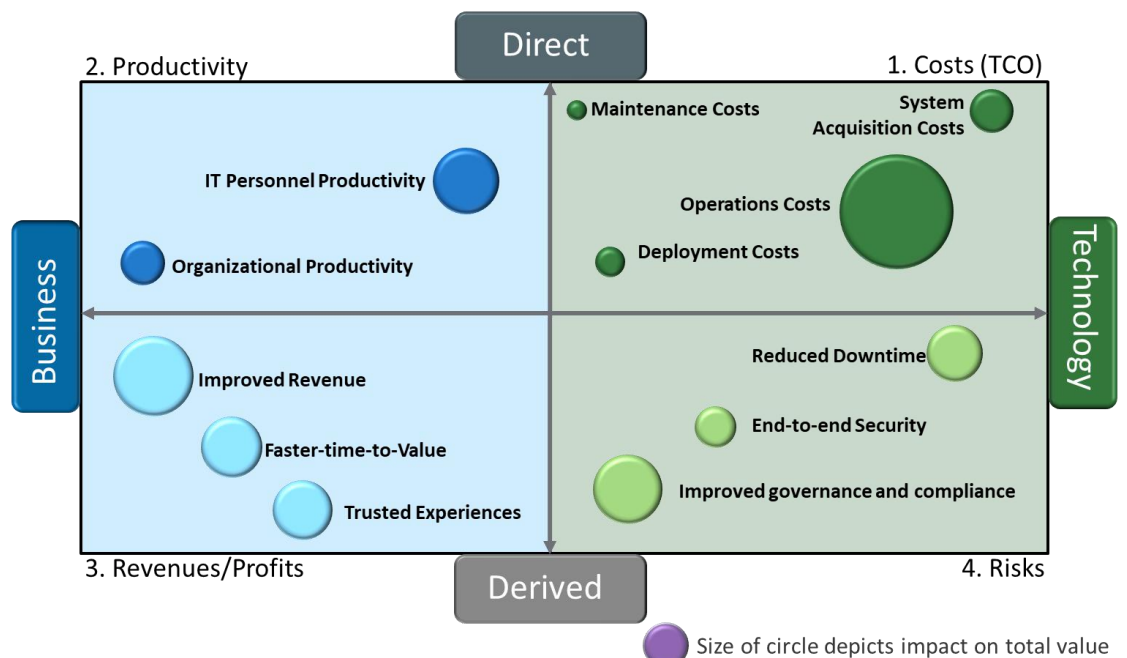 Direct
2. Productivity
1. Costs (TCO)
Maintenance Costs
System
Acquisition Costs
IT Personnel Productivity
Operations Costs
Organizational Productivity
Deployment Costs
Business
Technology
Improved Revenue
Reduced Downtime
Faster-time-to-Value
End-to-end Security
Trusted Experiences
Improved governance and compliance
3. Revenues/Profits
4. Risks
Derived
Size of circle depicts impact on total value